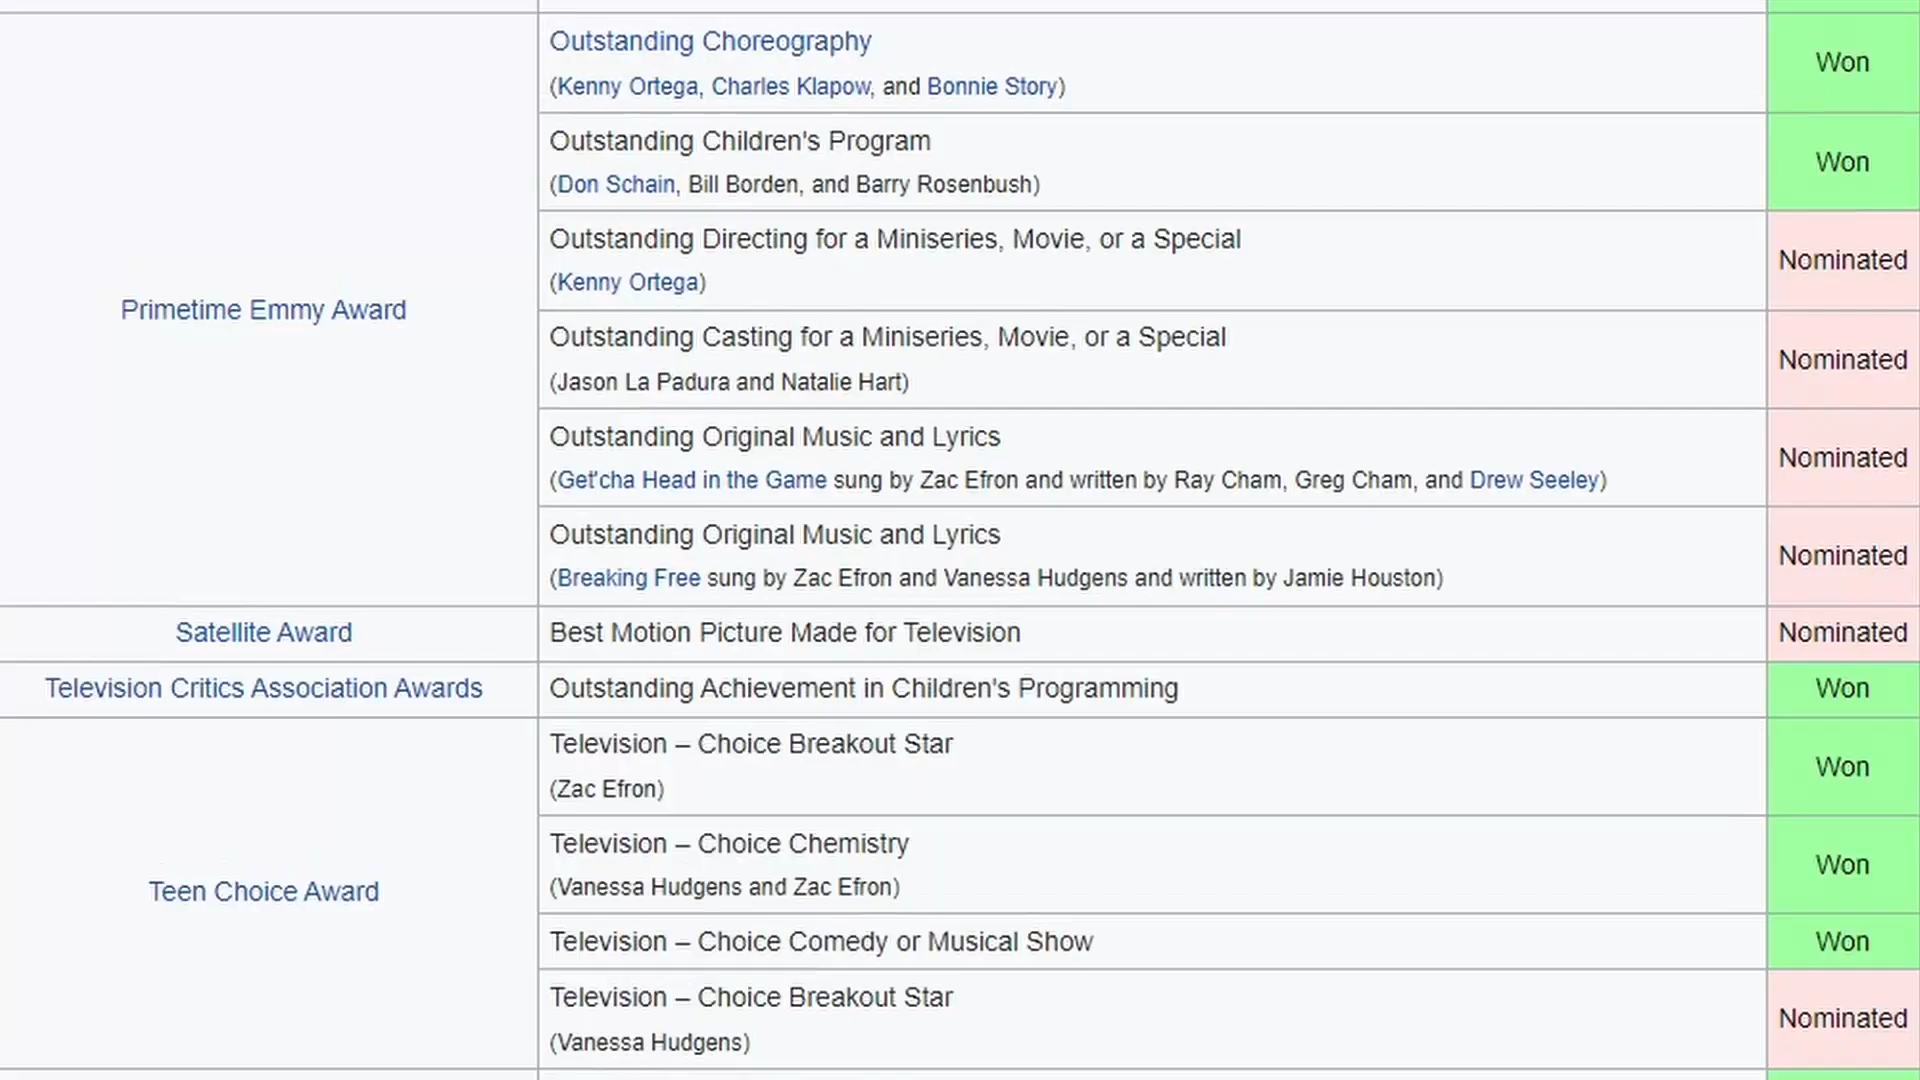 Outstanding Choreography
(Kenny Ortega, Charles Klapow, and Bonnie Story)
Won
Outstanding Children's Program
(Don Schain, Bill Borden, and Barry Rosenbush)
Won
Outstanding Directing for a Miniseries, Movie, or a Special
(Kenny Ortega)
Nominated
Primetime Emmy Award
Outstanding Casting for a Miniseries, Movie, or a Special
(Jason La Padura and Natalie Hart)
Nominated
Outstanding Original Music and Lyrics
(Get'cha Head in the Game sung by Zac Efron and written by Ray Cham, Greg Cham, and Drew Seeley)
Nominated
Outstanding Original Music and Lyrics
(Breaking Free sung by Zac Efron and Vanessa Hudgens and written by Jamie Houston)
Nominated
Satellite Award
Best Motion Picture Made for Television
Nominated
Television Critics Association Awards
Outstanding Achievement in Children's Programming
Won
Teen Choice Award
Television – Choice Breakout Star
(Zac Efron)
Won
Television – Choice Chemistry
(Vanessa Hudgens and Zac Efron)
Won
Television – Choice Comedy or Musical Show
Won
Television – Choice Breakout Star
(Vanessa Hudgens)
Nominated